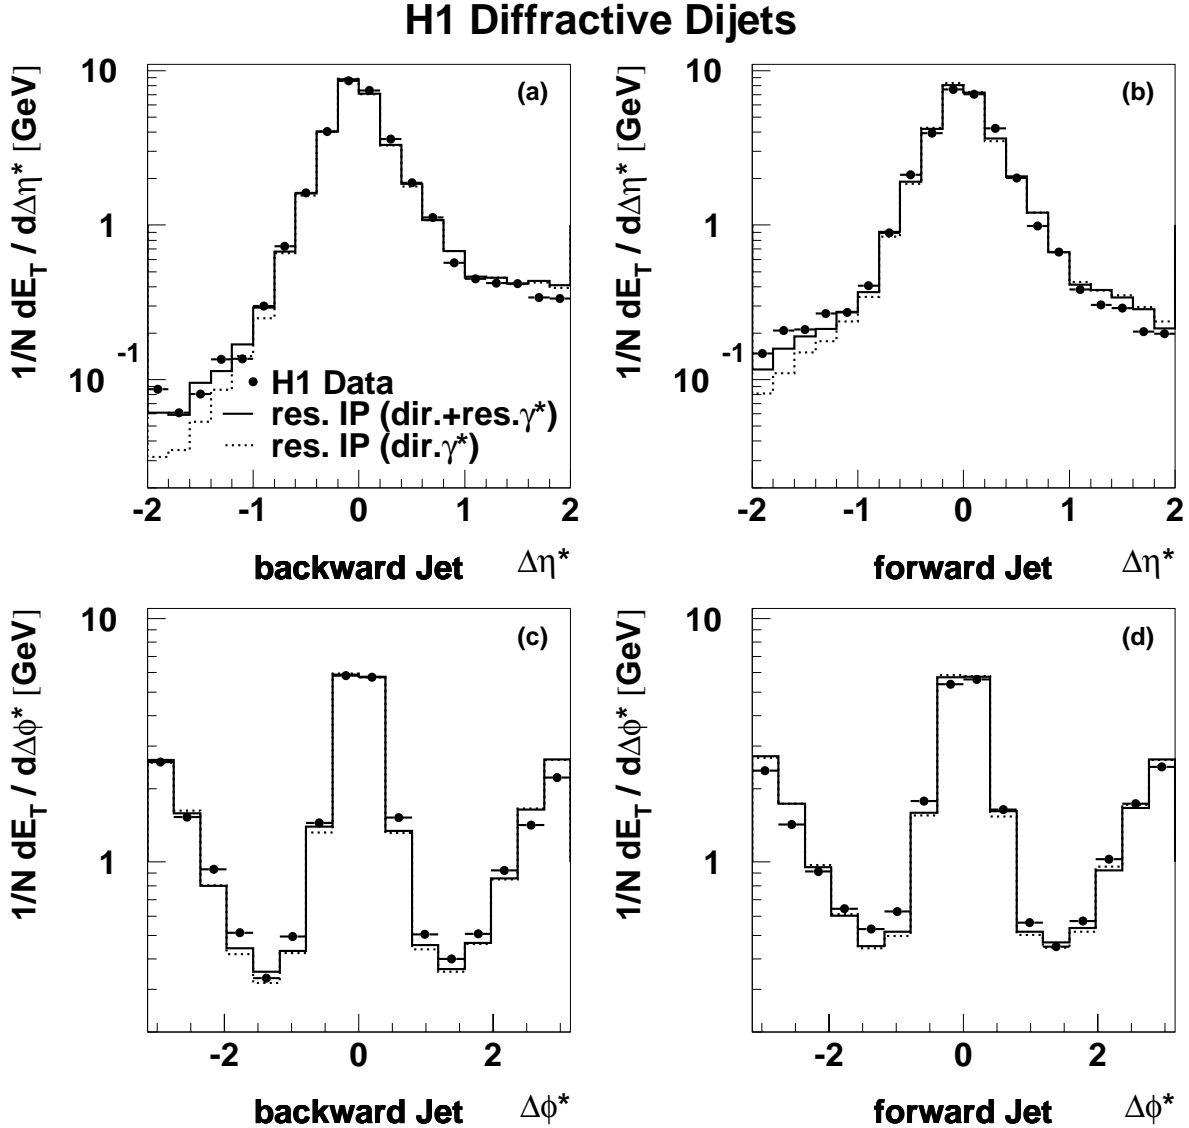 H1 Diffractive Dijets
1/N dE_T / dΔη* [GeV]
10
1
10^-1
(a)
H1 Data
res. IP (dir.+res.γ*)
res. IP (dir.γ*)
-2 -1 0 1 2
backward Jet Δη*
1/N dE_T / dΔη* [GeV]
10
1
10^-1
(b)
-2 -1 0 1 2
forward Jet Δη*
1/N dE_T / dΔϕ* [GeV]
10
1
(c)
-2 0 2
backward Jet Δϕ*
1/N dE_T / dΔϕ* [GeV]
10
1
(d)
-2 0 2
forward Jet Δϕ*